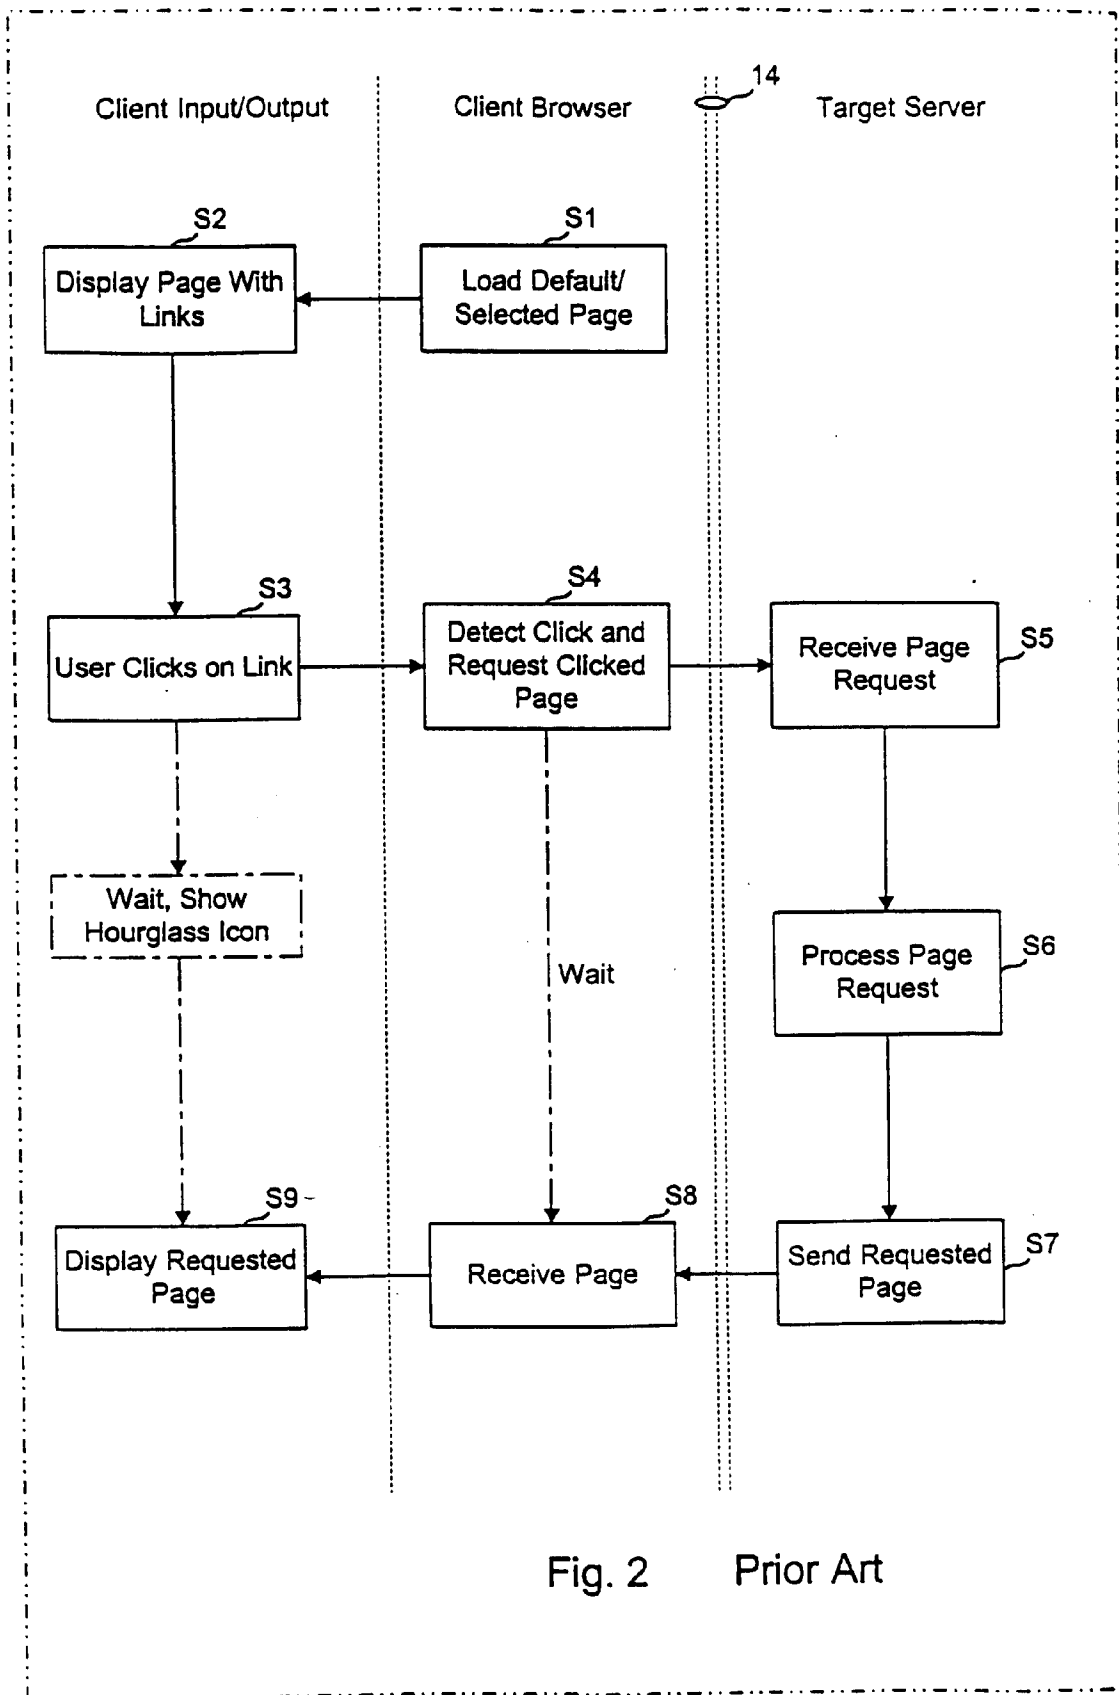 14
Client Input/Output
Client Browser
Target Server
S2
S1
Display Page With
Links
Load Default/
Selected Page
S3
S4
S5
User Clicks on Link
Detect Click and
Request Clicked
Page
Receive Page
Request
Wait, Show
Hourglass Icon
Wait
S6
Process Page
Request
S9
S8
S7
Display Requested
Page
Receive Page
Send Requested
Page
Fig. 2 Prior Art